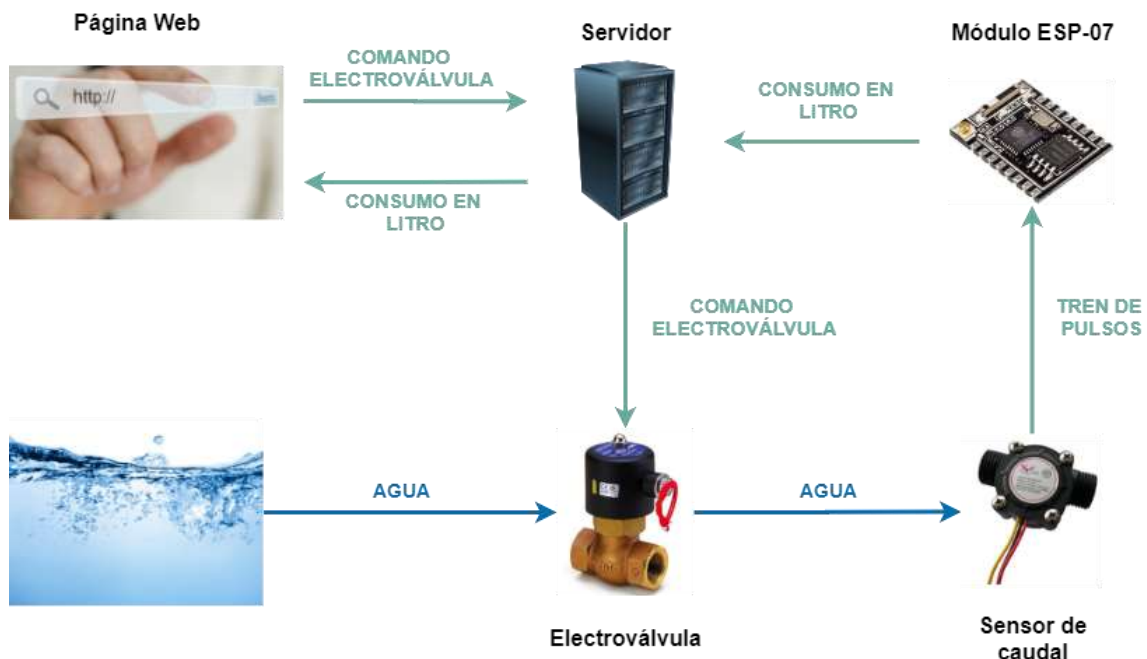 Página Web
Servidor
Módulo ESP-07
COMANDO
ELECTROVÁLVULA
CONSUMO EN
LITRO
http://
CONSUMO EN
LITRO
COMANDO
ELECTROVÁLVULA
TREN DE
PULSOS
AGUA
AGUA
Electroválvula
Sensor de
caudal